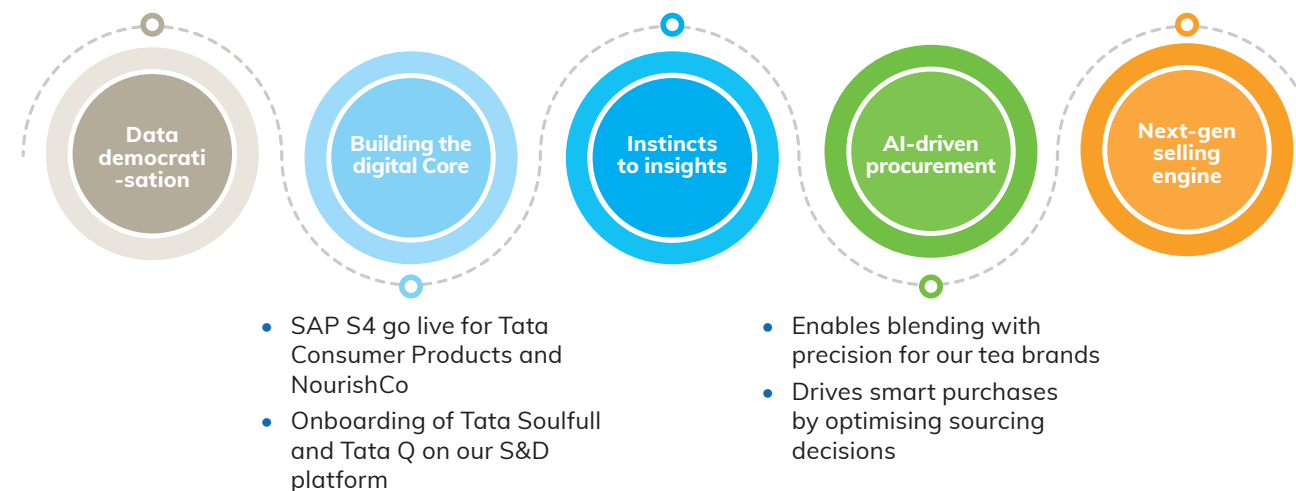 Data
democrati
-sation
Building the
digital Core
Instincts
to insights
AI-driven
procurement
Next-gen
selling
engine
• SAP S4 go live for Tata
Consumer Products and
NourishCo
• Onboarding of Tata Soulfull
and Tata Q on our S&D
platform
• Enables blending with
precision for our tea brands
• Drives smart purchases
by optimising sourcing
decisions